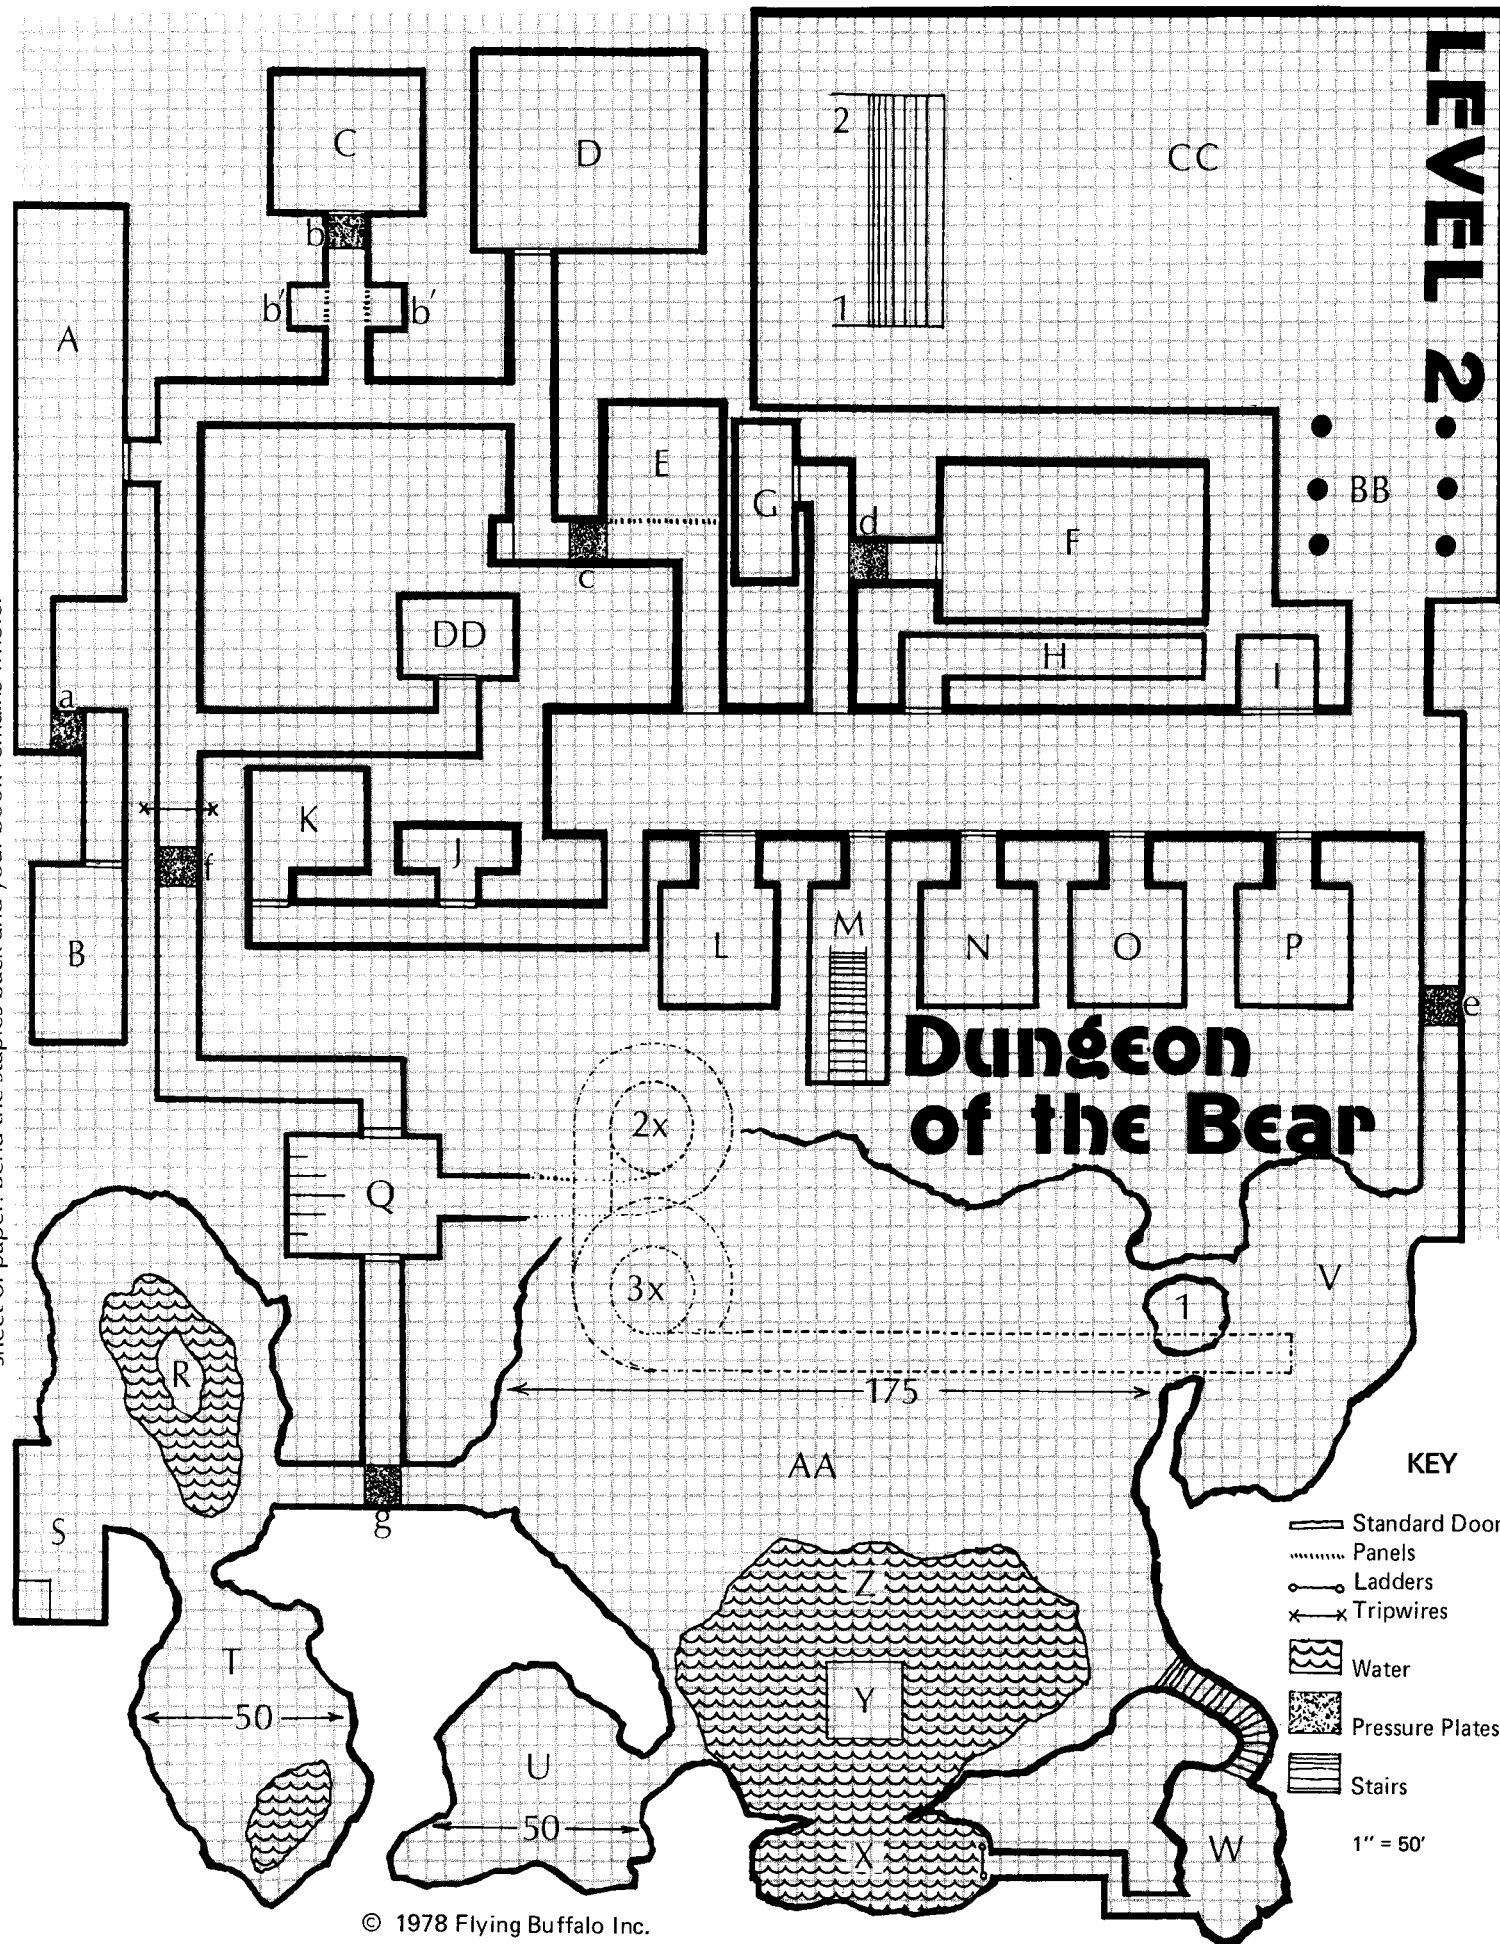 LEVEL 2
C
D
2
CC
b
b'
b'
1
A
E
G
BB
d
F
c
DD
H
I
a
K
J
f
M
L
N
O
P
B
e
Dungeon
of the Bear
2x
Q
3x
1
V
R
175
AA
KEY
S
g
Standard Door
Panels
Z
Ladders
Tripwires
T
Water
Y
50
Pressure Plates
U
Stairs
50
X
W
1" = 50'
© 1978 Flying Buffalo Inc.